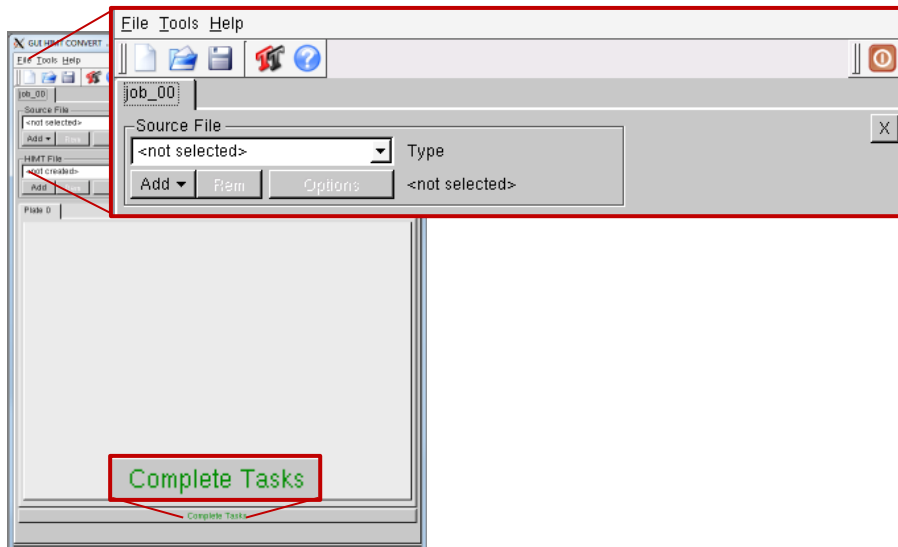 File Tools Help
job_00
Source File
<not selected>
Type
X
Add
Rem
Options
<not selected>
GUI HIMT CONVERT
File Tools Help
job_00
Source File
<not selected>
Add
Rem
HIMT File
<not created>
Add
Plate 0
Complete Tasks
Complete Tasks